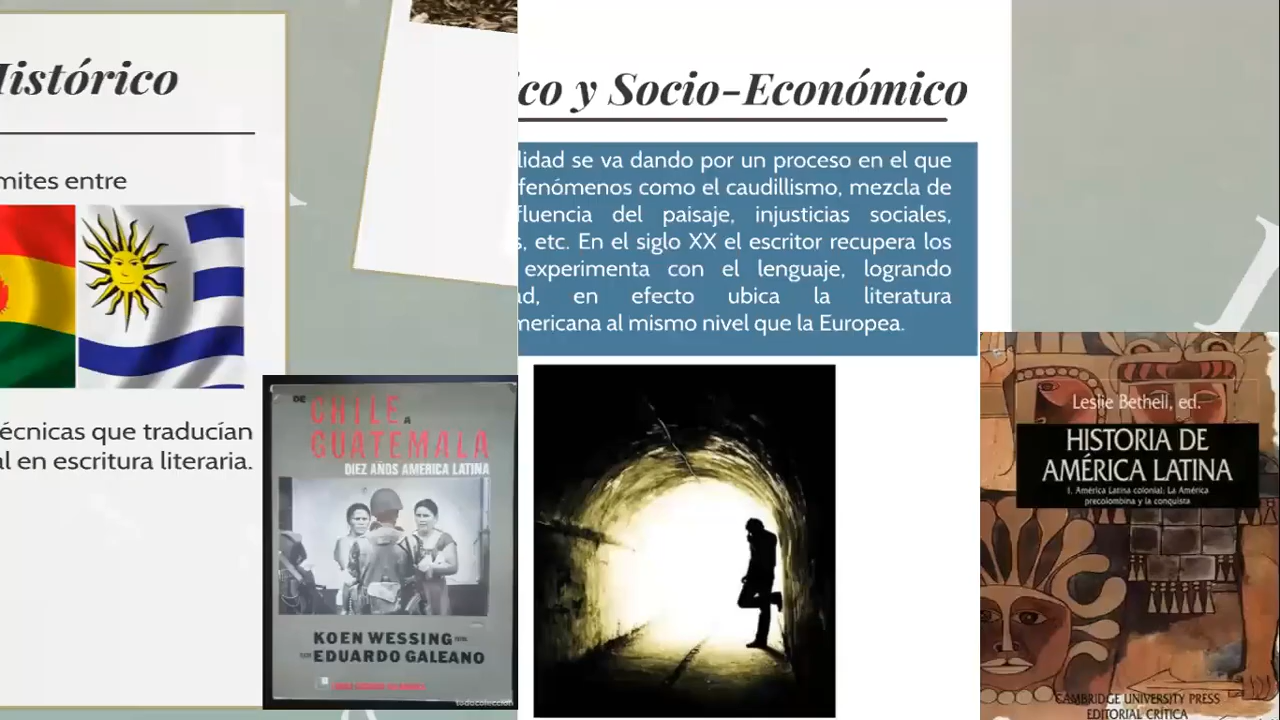 Histórico
mites entre
écnicas que traducían
al en escritura literaria.
DE CHILE A
GUATEMALA
DIEZ AÑOS AMERICA LATINA
KOEN WESSING
EDUARDO GALEANO
todocoleccion
ico y Socio-Económico
lidad se va dando por un proceso en el que
fenómenos como el caudillismo, mezcla de
fluencia del paisaje, injusticias sociales,
s, etc. En el siglo XX el escritor recupera los
experimenta con el lenguaje, logrando
ad, en efecto ubica la literatura
mericana al mismo nivel que la Europea.
Leslie Bethell, ed.
HISTORIA DE
AMÉRICA LATINA
1. América Latina colonial: La América
precolombina y la conquista
CAMBRIDGE UNIVERSITY PRESS
EDITORIAL CRÍTICA